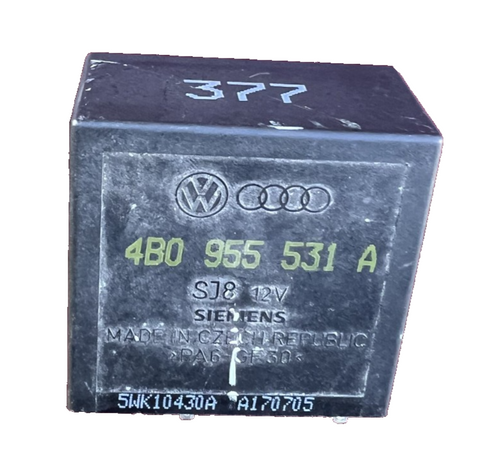 377
4B0 955 531 A
SJ8 12V
SIEMENS
MADE IN CZECH REPUBLIC
>PA6-GF30<
5WK10430A A170705